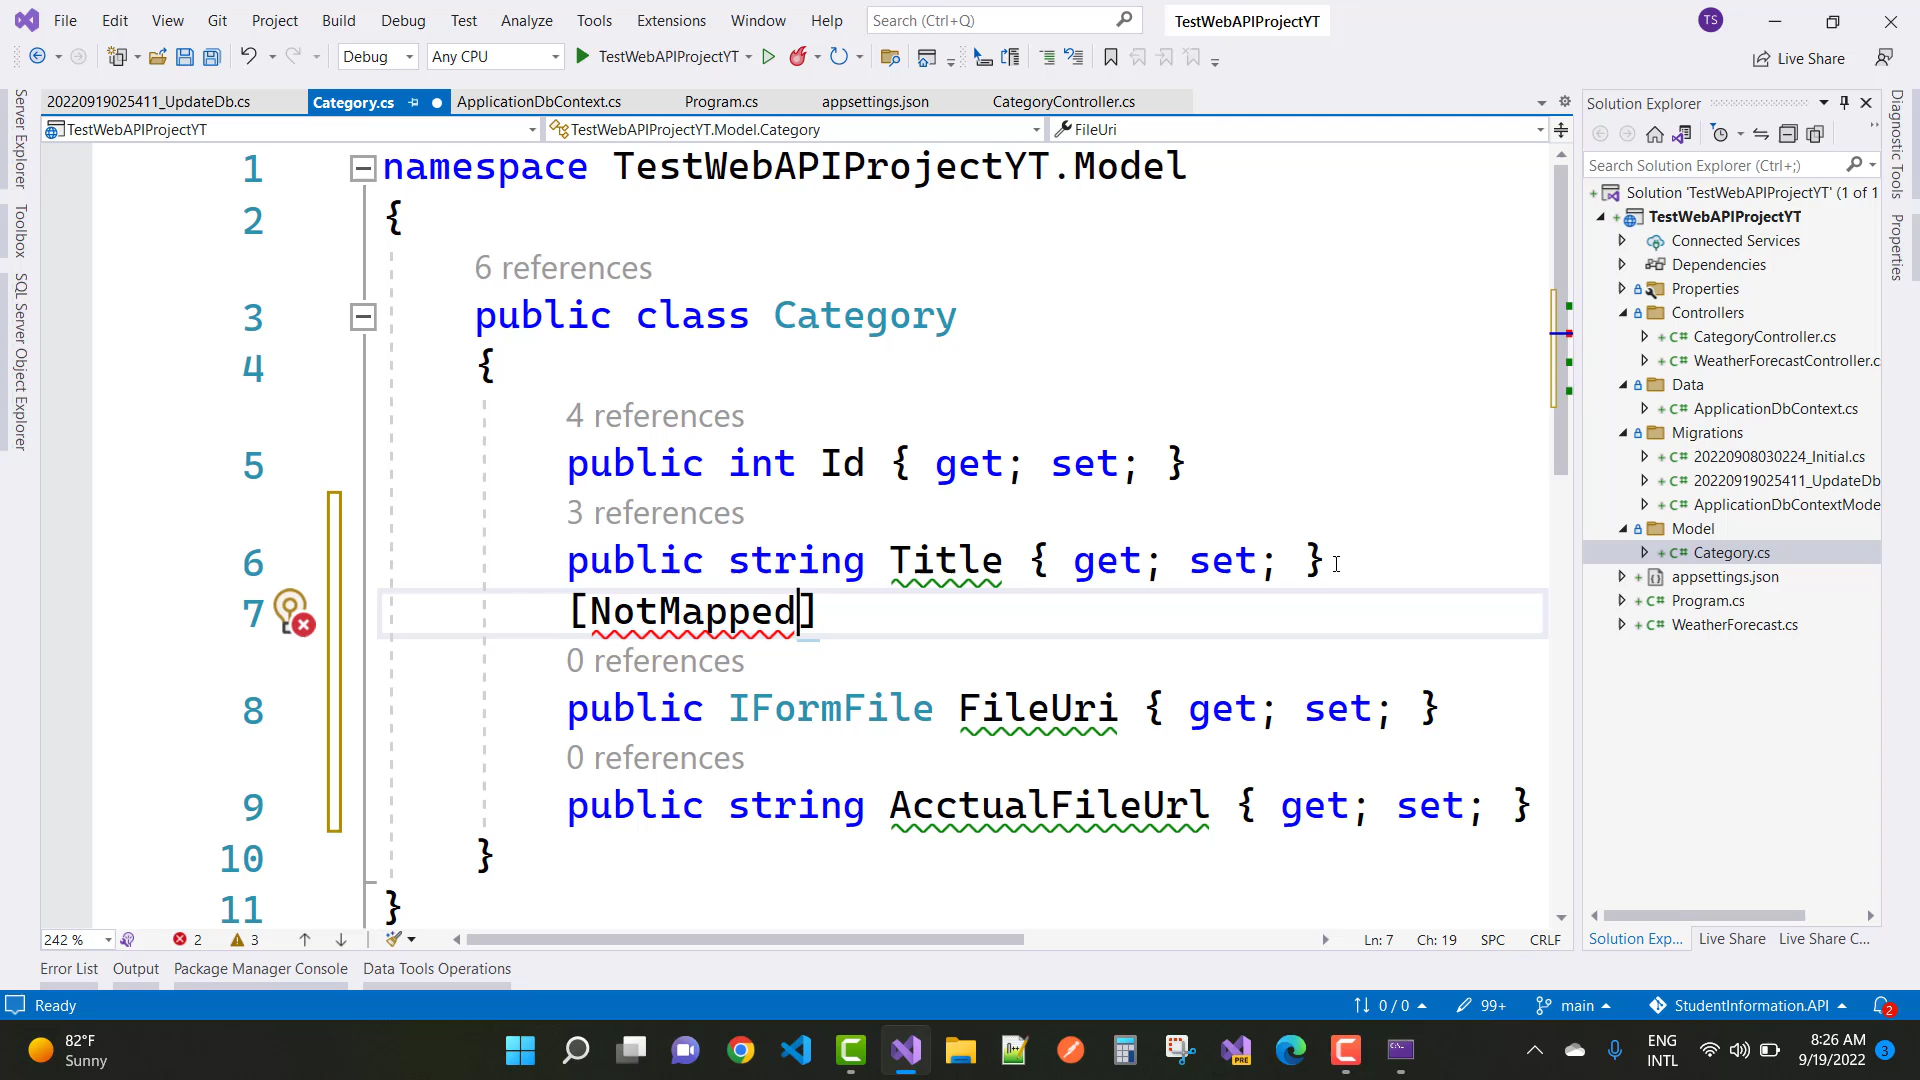 File Edit View Git Project Build Debug Test Analyze Tools Extensions Window Help Search (Ctrl+Q) TestWebAPIProjectYT TS
Debug Any CPU TestWebAPIProjectYT Live Share
20220919025411_UpdateDb.cs Category.cs ApplicationDbContext.cs Program.cs appsettings.json CategoryController.cs
TestWebAPIProjectYT TestWebAPIProjectYT.Model.Category FileUri
Server Explorer
Toolbox
SQL Server Object Explorer
1 namespace TestWebAPIProjectYT.Model
2 {
6 references
3 public class Category
4 {
4 references
5 public int Id { get; set; }
3 references
6 public string Title { get; set; }
7 [NotMapped]
0 references
8 public IFormFile FileUri { get; set; }
0 references
9 public string AcctualFileUrl { get; set; }
10 }
11 }
242 % 2 3 Ln: 7 Ch: 19 SPC CRLF
Solution Explorer
Search Solution Explorer (Ctrl+;)
Solution 'TestWebAPIProjectYT' (1 of 1
TestWebAPIProjectYT
Connected Services
Dependencies
Properties
Controllers
C# CategoryController.cs
C# WeatherForecastController.c
Data
C# ApplicationDbContext.cs
Migrations
C# 20220908030224_Initial.cs
C# 20220919025411_UpdateDb
C# ApplicationDbContextMode
Model
C# Category.cs
appsettings.json
C# Program.cs
C# WeatherForecast.cs
Solution Exp... Live Share Live Share C...
Diagnostic Tools
Properties
Error List Output Package Manager Console Data Tools Operations
Ready 0 / 0 99+ main StudentInformation.API 2
82°F
Sunny
PRE
ENG
INTL
8:26 AM
9/19/2022
3